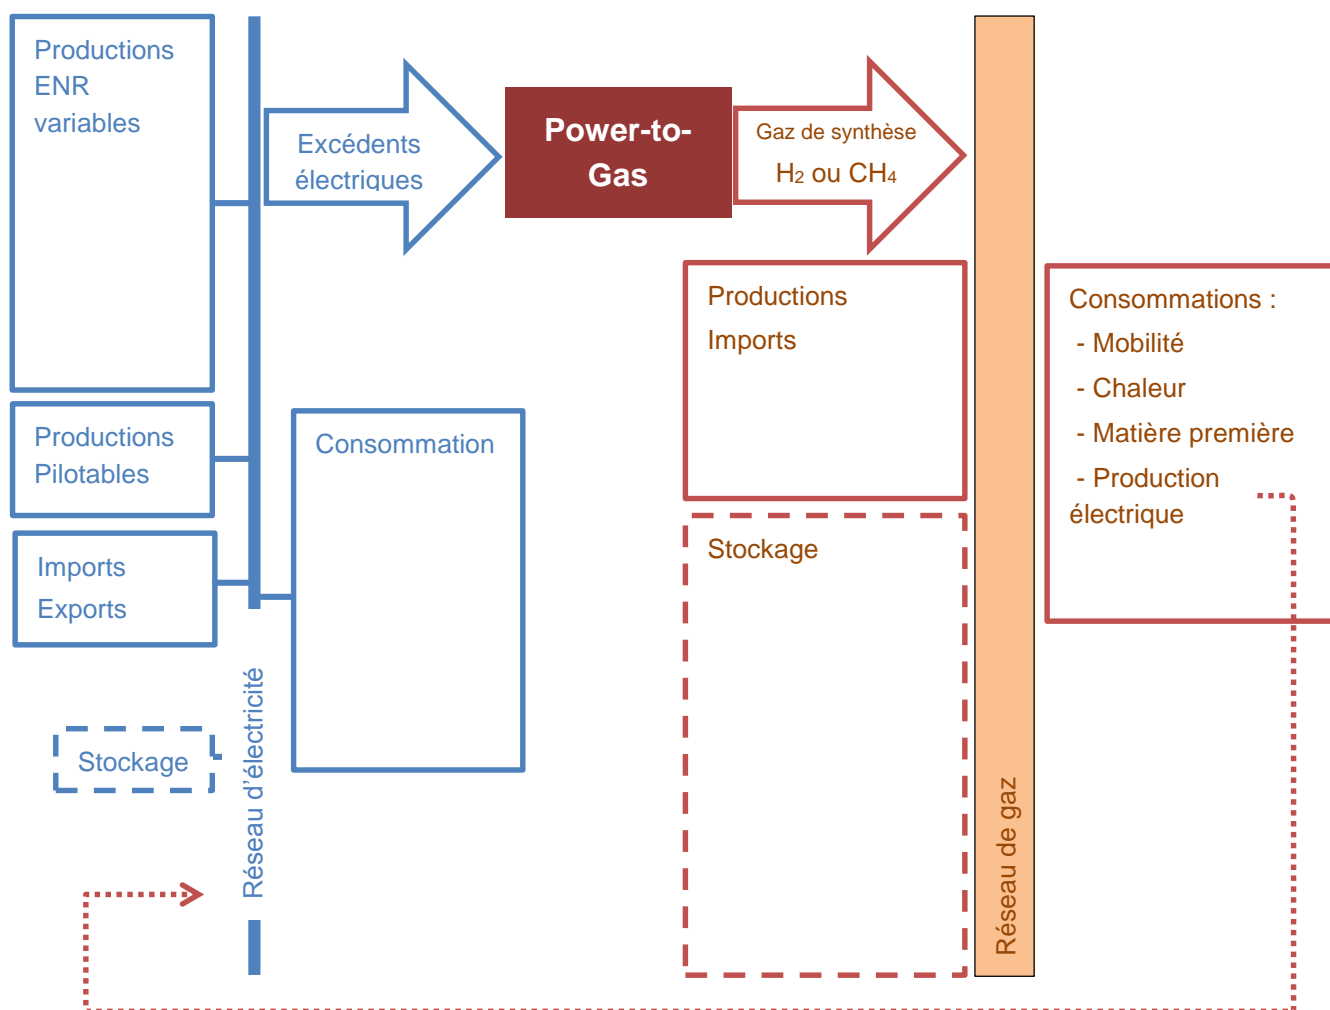 Productions
ENR
variables
Excédents
électriques
Power-to-
Gas
Gaz de synthèse
H₂ ou CH₄
Productions
Imports
Consommations :
- Mobilité
- Chaleur
- Matière première
- Production
électrique
Productions
Pilotables
Consommation
Imports
Exports
Stockage
Stockage
Réseau d'électricité
Réseau de gaz